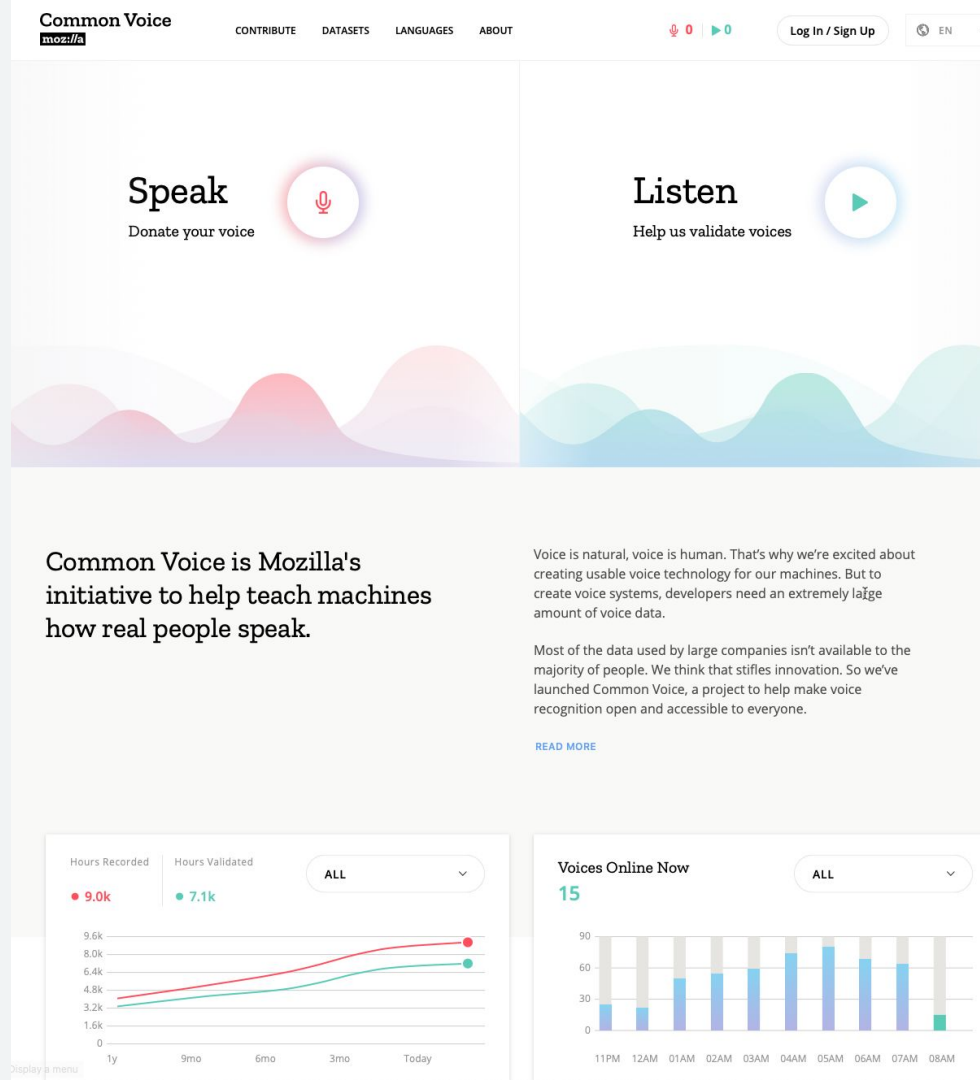 Common Voice
moz://a
CONTRIBUTE
DATASETS
LANGUAGES
ABOUT
0
0
Log In / Sign Up
EN
Speak
Donate your voice
Listen
Help us validate voices
Common Voice is Mozilla's
initiative to help teach machines
how real people speak.
Voice is natural, voice is human. That’s why we’re excited about
creating usable voice technology for our machines. But to
create voice systems, developers need an extremely large
amount of voice data.
Most of the data used by large companies isn’t available to the
majority of people. We think that stifles innovation. So we’ve
launched Common Voice, a project to help make voice
recognition open and accessible to everyone.
READ MORE
Hours Recorded
9.0k
Hours Validated
7.1k
ALL
9.6k
8.0k
6.4k
4.8k
3.2k
1.6k
0
1y 9mo 6mo 3mo Today
Voices Online Now
15
ALL
90
60
30
0
11PM 12AM 01AM 02AM 03AM 04AM 05AM 06AM 07AM 08AM
Display a menu